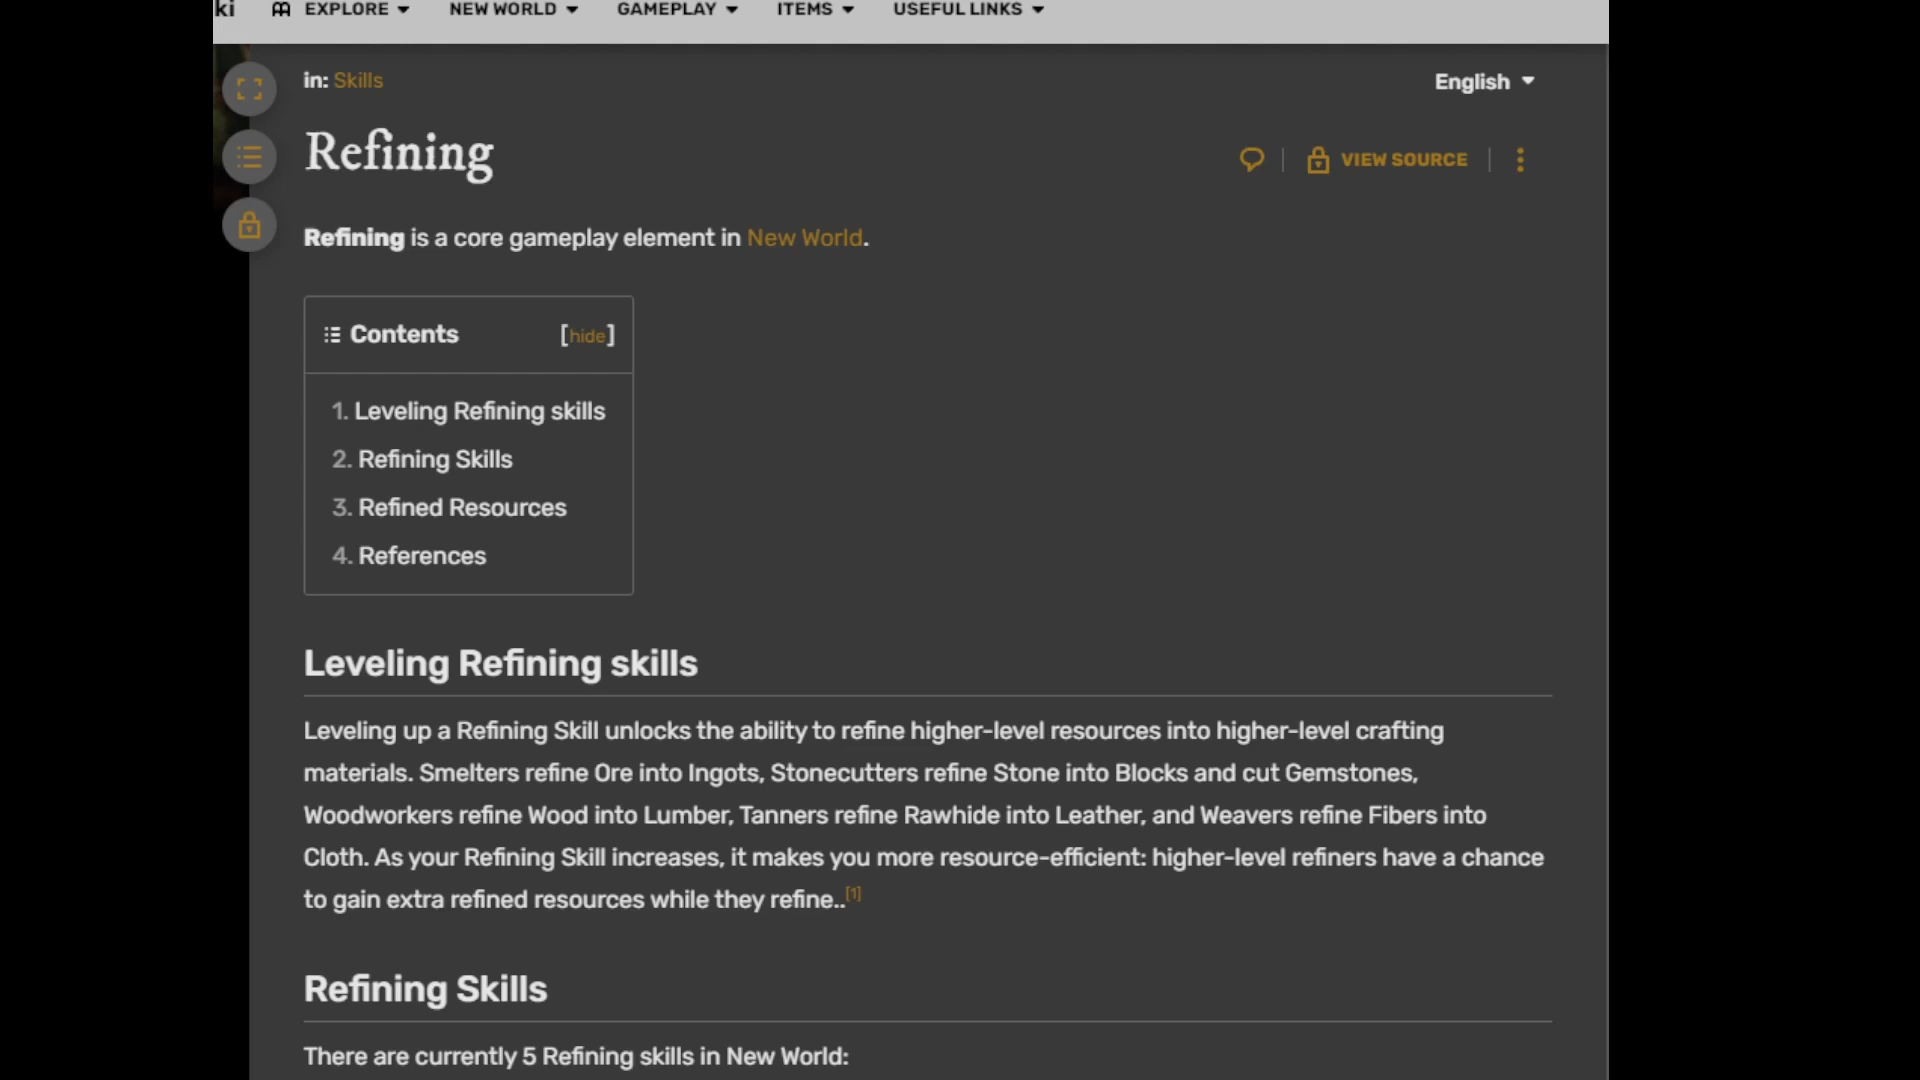 ki EXPLORE NEW WORLD GAMEPLAY ITEMS USEFUL LINKS
in: Skills
English
Refining
VIEW SOURCE
Refining is a core gameplay element in New World.
Contents [hide]
1. Leveling Refining skills
2. Refining Skills
3. Refined Resources
4. References
Leveling Refining skills
Leveling up a Refining Skill unlocks the ability to refine higher-level resources into higher-level crafting
materials. Smelters refine Ore into Ingots, Stonecutters refine Stone into Blocks and cut Gemstones,
Woodworkers refine Wood into Lumber, Tanners refine Rawhide into Leather, and Weavers refine Fibers into
Cloth. As your Refining Skill increases, it makes you more resource-efficient: higher-level refiners have a chance
to gain extra refined resources while they refine..[1]
Refining Skills
There are currently 5 Refining skills in New World: